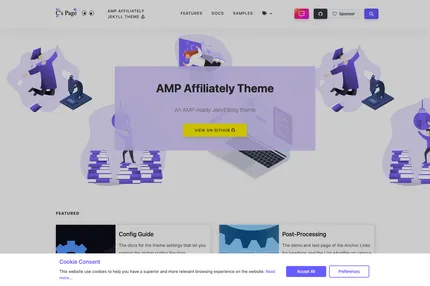 's Page
AMP AFFILIATELY
JEKYLL THEME
FEATURES DOCS SAMPLES
Sponsor
AMP Affiliately Theme
An AMP-ready Jekyll blog theme
VIEW ON GITHUB
FEATURED
Config Guide
The docs for the theme settings that let you
Post-Processing
The demo and test page of the Anchor Links
Cookie Consent
This website use cookies to help you have a superior and more relevant browsing experience on the website. Read
more...
Accept All
Preferences